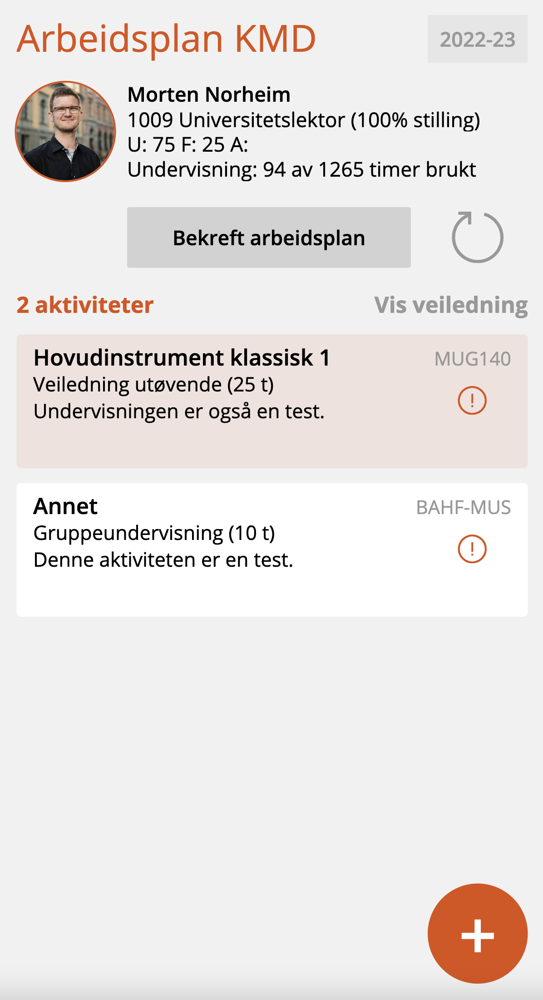 Arbeidsplan KMD
2022-23
Morten Norheim
1009 Universitetslektor (100% stilling)
U: 75 F: 25 A:
Undervisning: 94 av 1265 timer brukt
Bekreft arbeidsplan
2 aktiviteter
Vis veiledning
Hovudinstrument klassisk 1
MUG140
Veiledning utøvende (25 t)
!
Undervisningen er også en test.
Annet
BAHF-MUS
Gruppeundervisning (10 t)
!
Denne aktiviteten er en test.
+